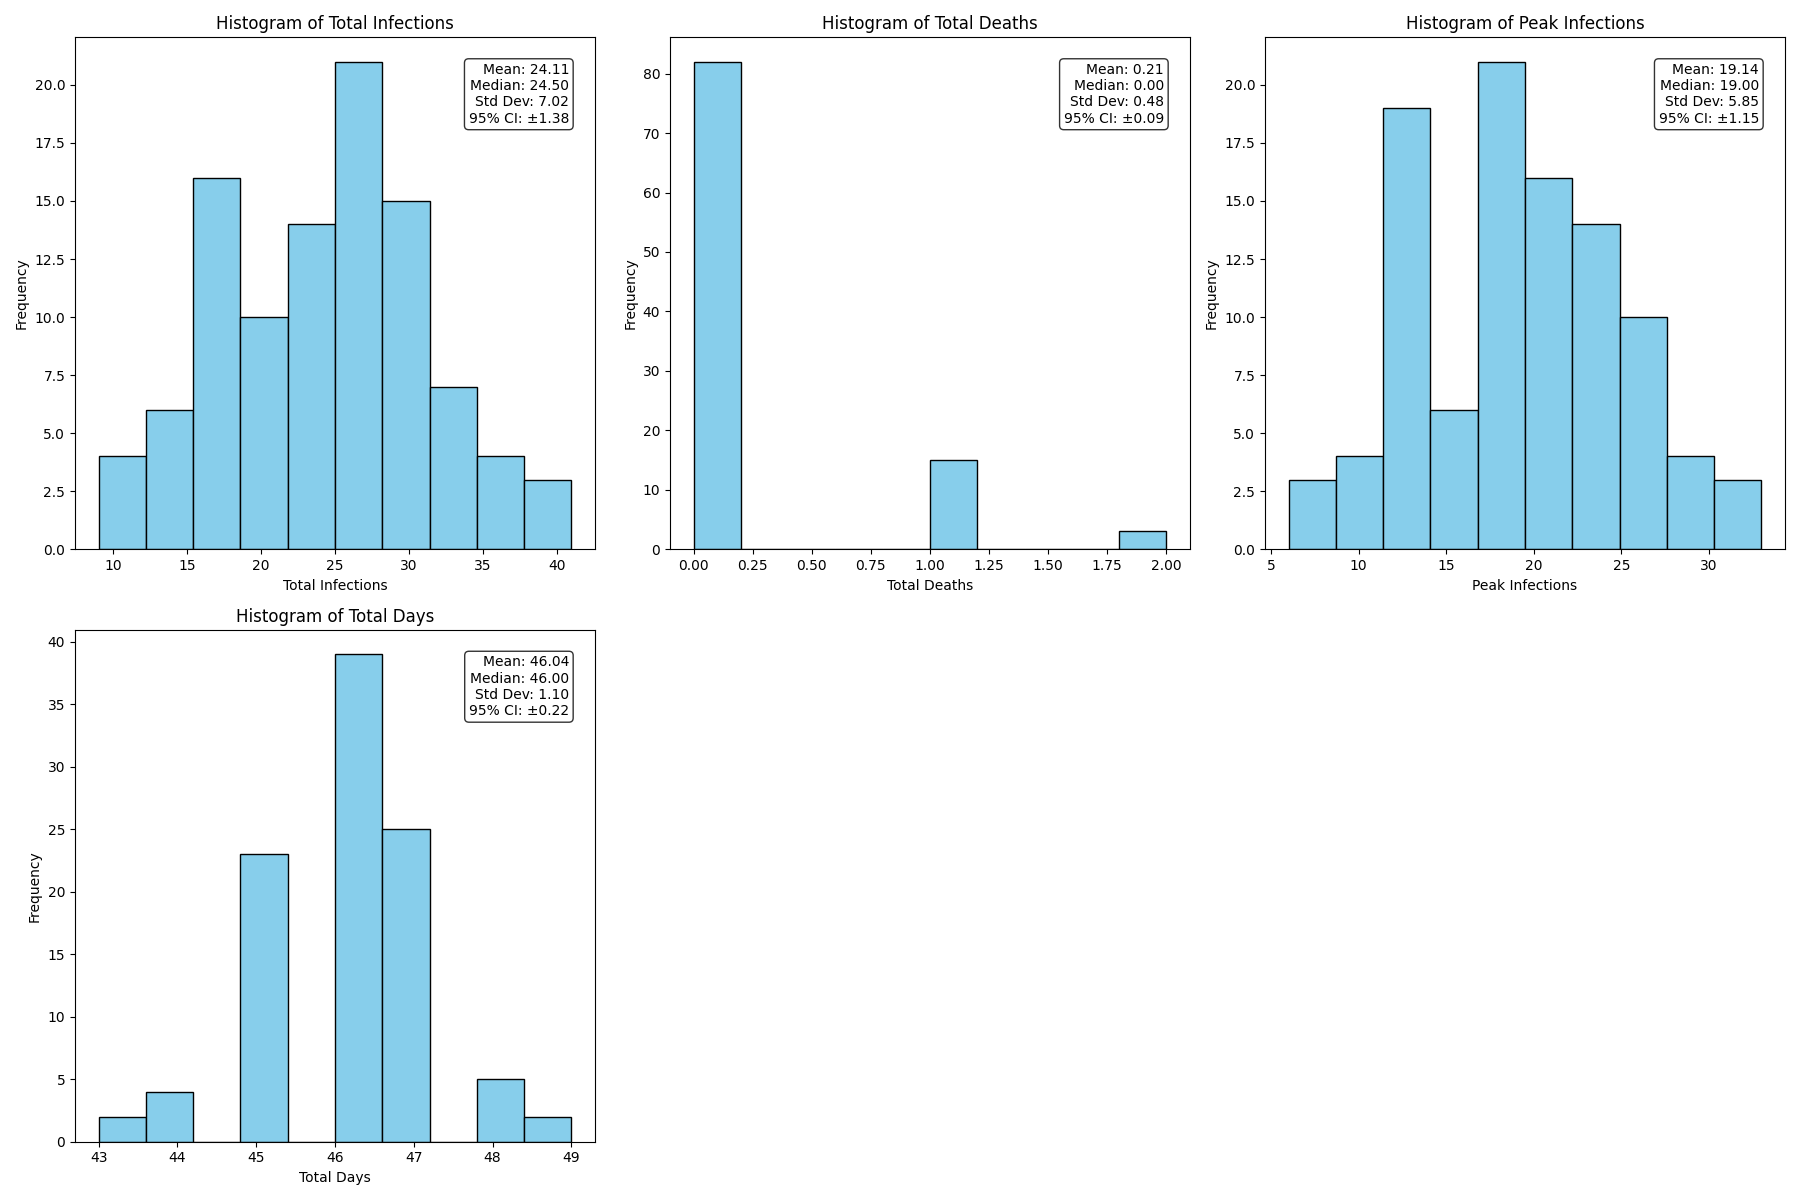 Histogram of Total Infections
Mean: 24.11
Median: 24.50
Std Dev: 7.02
95% CI: ±1.38
20.0
17.5
15.0
12.5
10.0
7.5
5.0
2.5
0.0
Frequency
10 15 20 25 30 35 40
Total Infections
Histogram of Total Deaths
Mean: 0.21
Median: 0.00
Std Dev: 0.48
95% CI: ±0.09
80
70
60
50
40
30
20
10
0
Frequency
0.00 0.25 0.50 0.75 1.00 1.25 1.50 1.75 2.00
Total Deaths
Histogram of Peak Infections
Mean: 19.14
Median: 19.00
Std Dev: 5.85
95% CI: ±1.15
20.0
17.5
15.0
12.5
10.0
7.5
5.0
2.5
0.0
Frequency
5 10 15 20 25 30
Peak Infections
Histogram of Total Days
Mean: 46.04
Median: 46.00
Std Dev: 1.10
95% CI: ±0.22
40
35
30
25
20
15
10
5
0
Frequency
43 44 45 46 47 48 49
Total Days